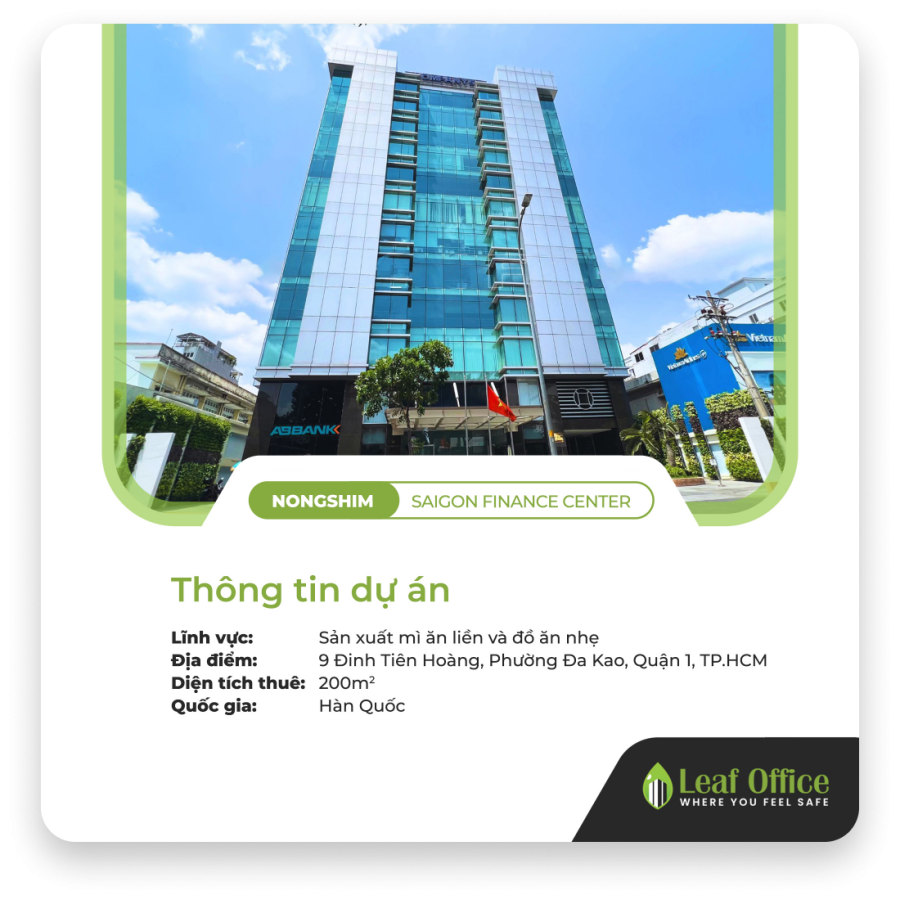 ABBANK
Vietnam Airlines
NONGSHIM SAIGON FINANCE CENTER
Thông tin dự án
Lĩnh vực: Sản xuất mì ăn liền và đồ ăn nhẹ
Địa điểm: 9 Đinh Tiên Hoàng, Phường Đa Kao, Quận 1, TP.HCM
Diện tích thuê: 200m²
Quốc gia: Hàn Quốc
Leaf Office
WHERE YOU FEEL SAFE